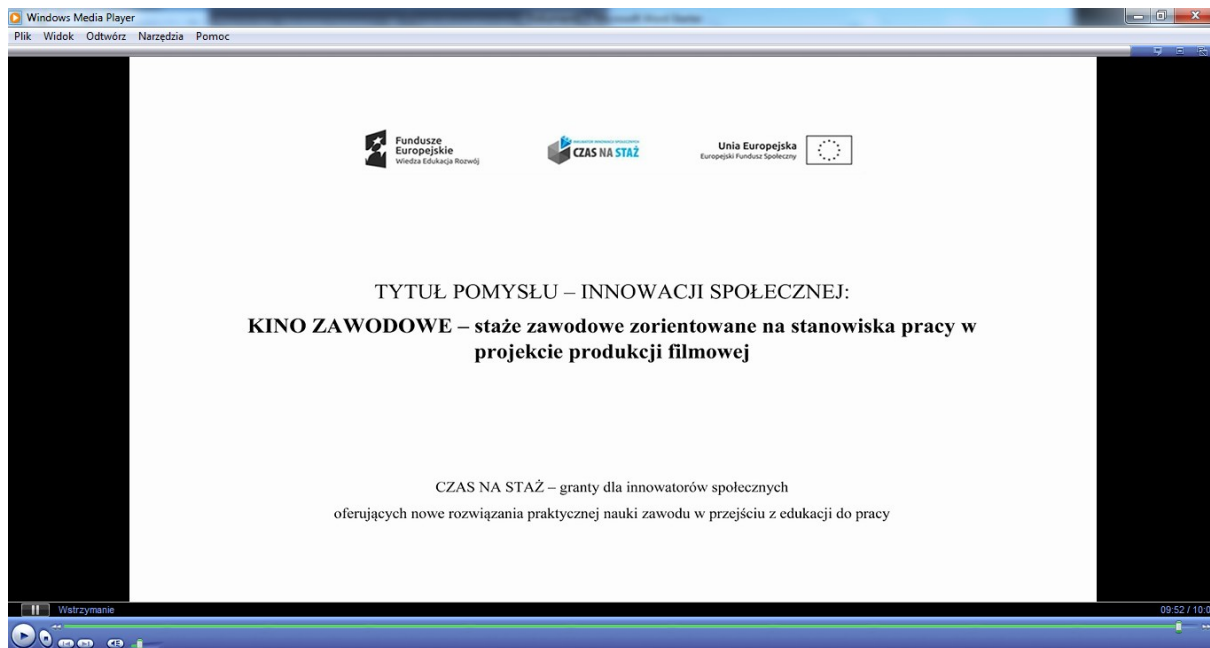 Windows Media Player
Plik Widok Odtwórz Narzędzia Pomoc
Fundusze
Europejskie
Wiedza Edukacja Rozwój
CZAS NA STAŻ
Unia Europejska
Europejski Fundusz Społeczny
TYTUŁ POMYSŁU – INNOWACJI SPOŁECZNEJ:
KINO ZAWODOWE – staże zawodowe zorientowane na stanowiska pracy w
projekcie produkcji filmowej
CZAS NA STAŻ – granty dla innowatorów społecznych
oferujących nowe rozwiązania praktycznej nauki zawodu w przejściu z edukacji do pracy
Wstrzymanie
09:52 / 10:0